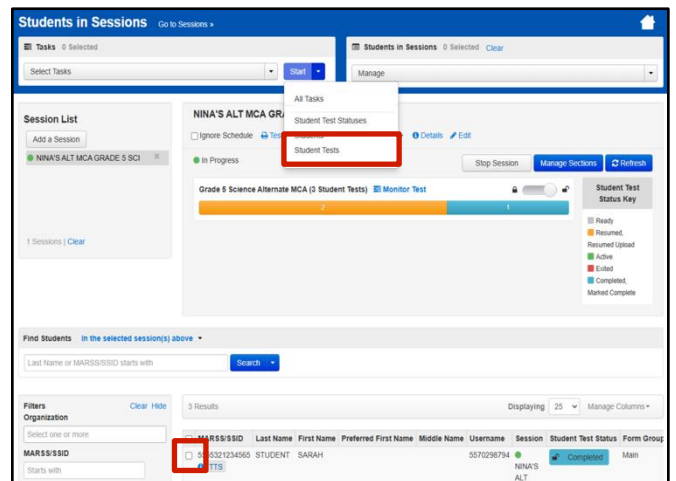 Students in Sessions Go to Sessions »
Tasks 0 Selected
Select Tasks
Start
Students in Sessions 0 Selected Clear
Manage
All Tasks
Student Test Statuses
Student Tests
Session List
Add a Session
NINA'S ALT MCA GRADE 5 SCI ×
1 Sessions | Clear
NINA'S ALT MCA GRA
Ignore Schedule
Details Edit
In Progress
Stop Session
Manage Sections
Refresh
Grade 5 Science Alternate MCA (3 Student Tests) Monitor Test
2 1
Student Test
Status Key
Ready
Resumed,
Resumed Upload
Active
Exited
Completed,
Marked Complete
Find Students In the selected session(s) above
Last Name or MARSS/SSID starts with
Search
Filters Clear Hide
Organization
Select one or more
MARSS/SSID
Starts with
3 Results
Displaying 25 Manage Columns
MARSS/SSID Last Name First Name Preferred First Name Middle Name Username Session Student Test Status Form Group
5321234565 STUDENT SARAH 5570298794 Completed Main
TTS
NINA'S
ALT